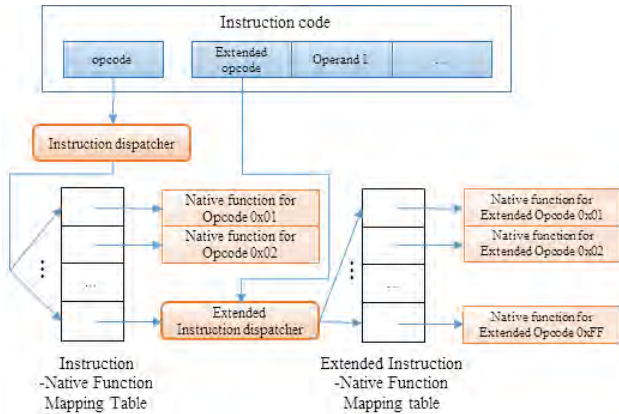 Instruction code
opcode
Extended
opcode
Operand 1
...
Instruction dispatcher
Native function for
Opcode 0x01
Native function for
Opcode 0x02
...
...
Extended
Instruction dispatcher
Native function for
Extended Opcode 0x01
Native function for
Extended Opcode 0x02
...
...
Native function for
Extended Opcode 0xFF
Instruction
-Native Function
Mapping Table
Extended Instruction
-Native Function
Mapping table